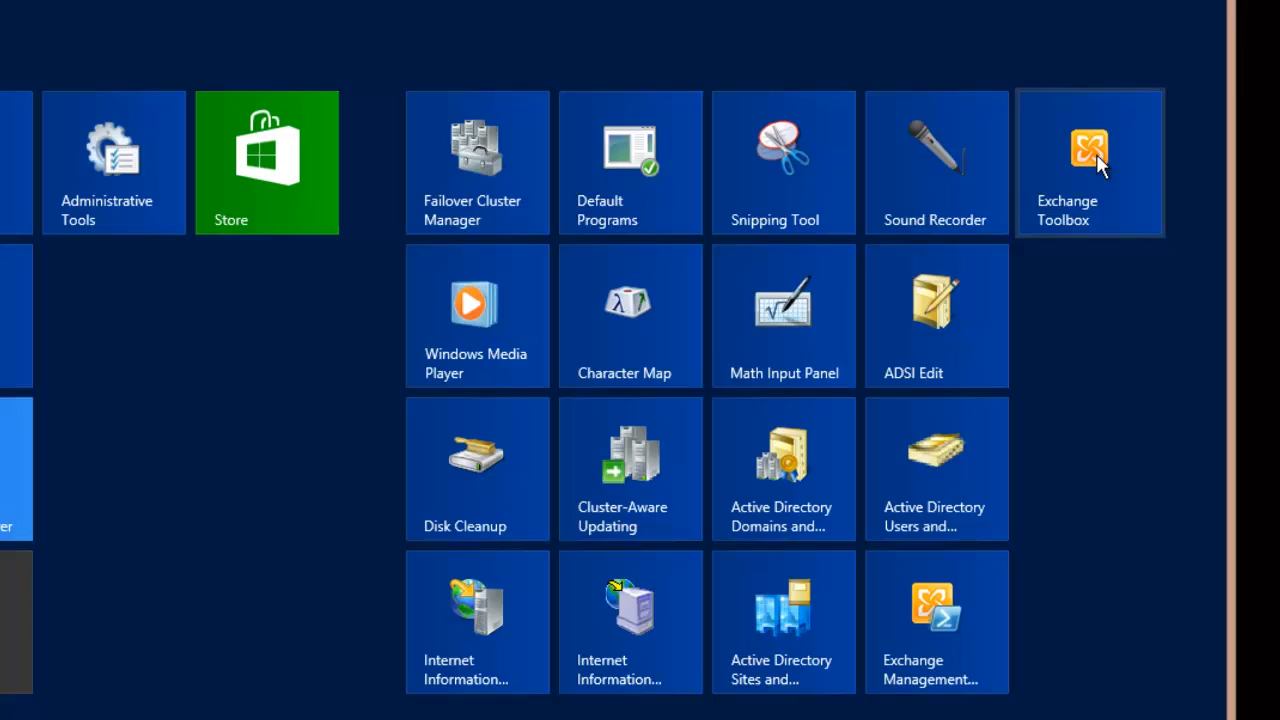 Administrative
Tools
Store
Failover Cluster
Manager
Default
Programs
Snipping Tool
Sound Recorder
Exchange
Toolbox
Windows Media
Player
Character Map
Math Input Panel
ADSI Edit
er
Disk Cleanup
Cluster-Aware
Updating
Active Directory
Domains and...
Active Directory
Users and...
Internet
Information...
Internet
Information...
Active Directory
Sites and...
Exchange
Management...